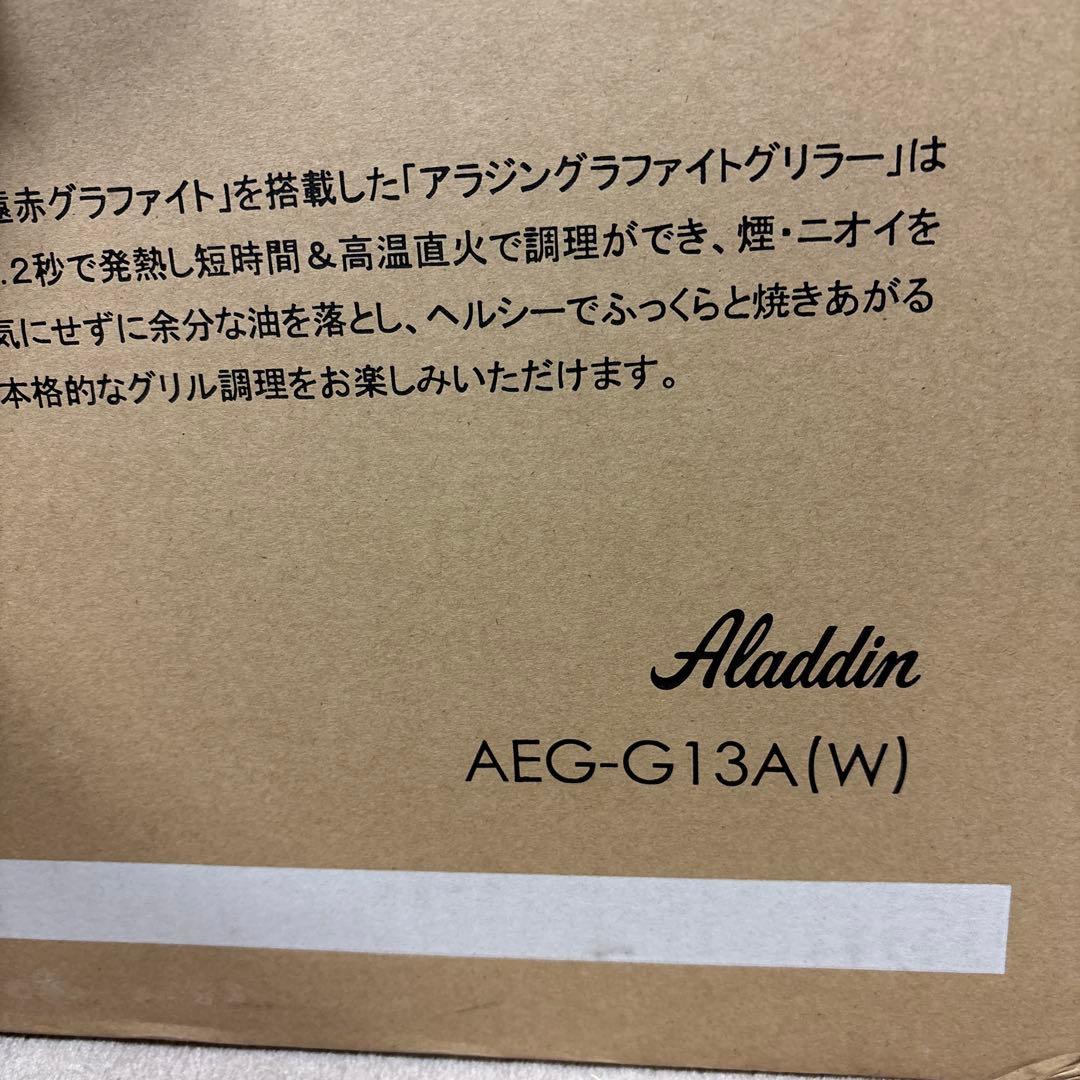 遠赤グラファイト」を搭載した「アラジングラファイトグリラー」は
.2秒で発熱し短時間＆高温直火で調理ができ、煙・ニオイを
気にせずに余分な油を落とし、ヘルシーでふっくらと焼きあがる
本格的なグリル調理をお楽しみいただけます。
Aladdin
AEG-G13A(W)